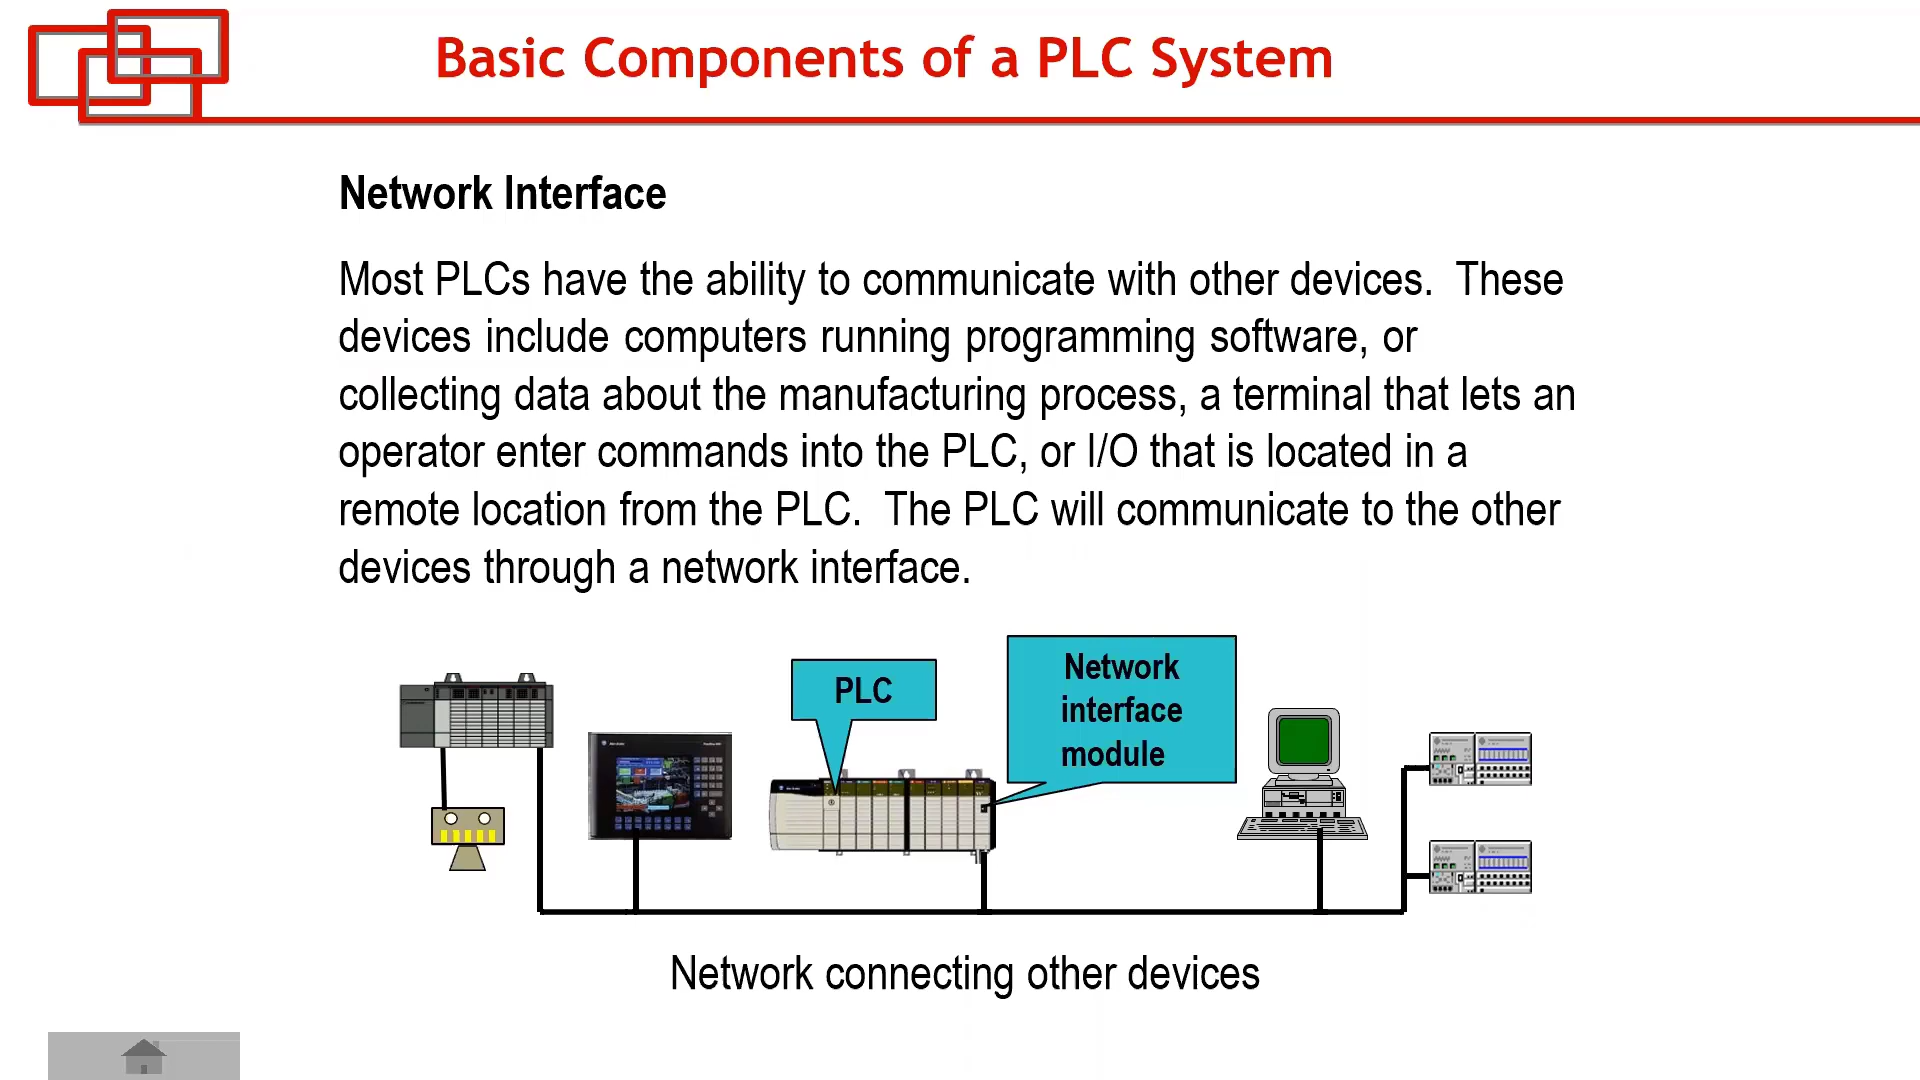 Basic Components of a PLC System
Network Interface
Most PLCs have the ability to communicate with other devices.  These
devices include computers running programming software, or
collecting data about the manufacturing process, a terminal that lets an
operator enter commands into the PLC, or I/O that is located in a
remote location from the PLC.  The PLC will communicate to the other
devices through a network interface.
PLC
Network
interface
module
Network connecting other devices